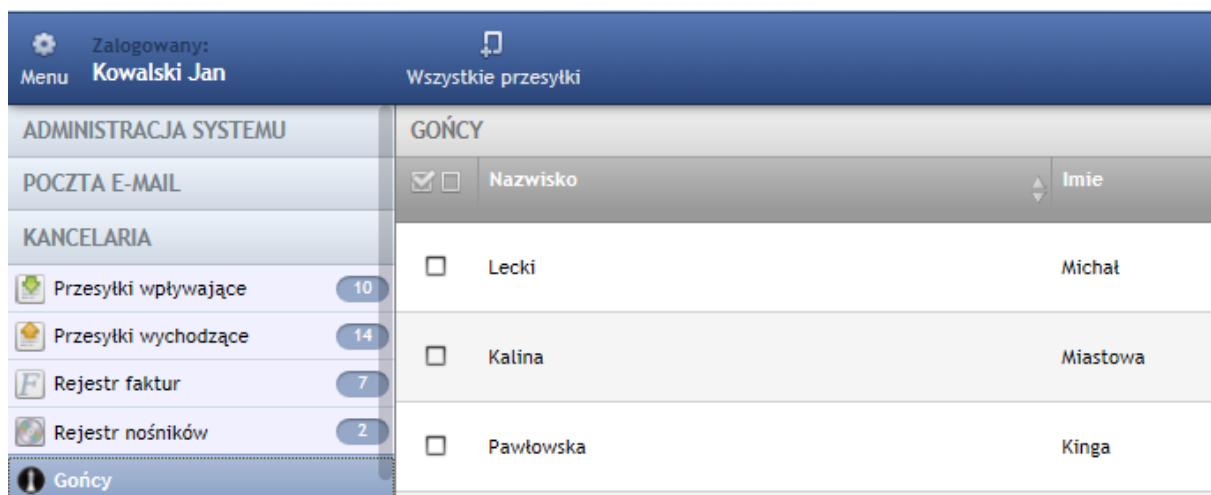 Zalogowany:
Menu Kowalski Jan
Wszystkie przesyłki
ADMINISTRACJA SYSTEMU
POCZTA E-MAIL
KANCELARIA
Przesyłki wpływające 10
Przesyłki wychodzące 14
Rejestr faktur 7
Rejestr nośników 2
Gońcy
GOŃCY
Nazwisko Imie
Lecki Michał
Kalina Miastowa
Pawłowska Kinga